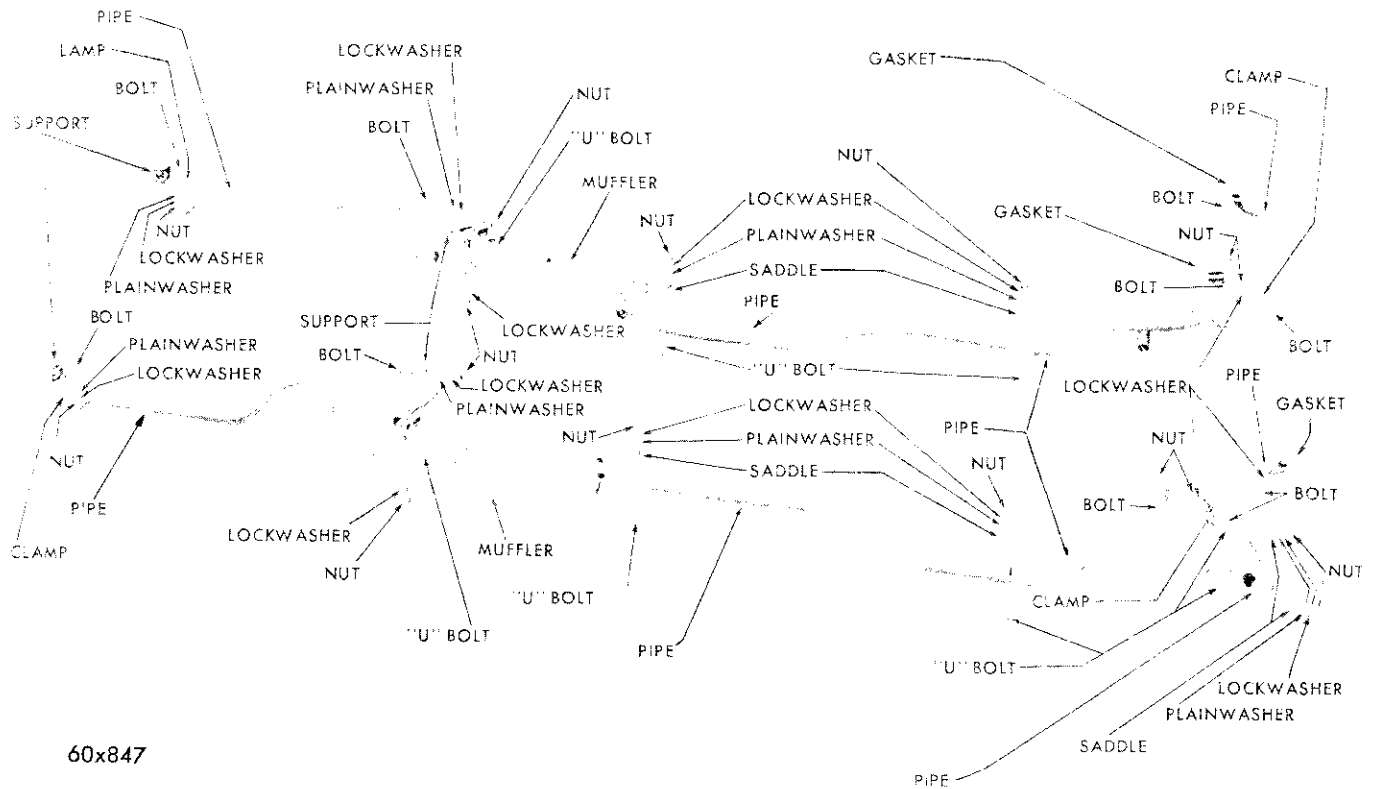 PIPE
LAMP
BOLT
SUPPORT
LOCKWASHER
PLAINWASHER
BOLT
NUT
"U" BOLT
MUFFLER
NUT
GASKET
CLAMP
PIPE
NUT
LOCKWASHER
PLAINWASHER
SADDLE
PIPE
BOLT
GASKET
NUT
BOLT
NUT
LOCKWASHER
PLAINWASHER
BOLT
PLAINWASHER
LOCKWASHER
SUPPORT
BOLT
LOCKWASHER
NUT
LOCKWASHER
PLAINWASHER
"U" BOLT
LOCKWASHER
PLAINWASHER
SADDLE
NUT
BOLT
LOCKWASHER
PIPE
GASKET
PIPE
NUT
NUT
BOLT
BOLT
NUT
PIPE
CLAMP
LOCKWASHER
NUT
MUFFLER
"U" BOLT
"U" BOLT
PIPE
CLAMP
NUT
"U" BOLT
LOCKWASHER
PLAINWASHER
SADDLE
PIPE
60x847